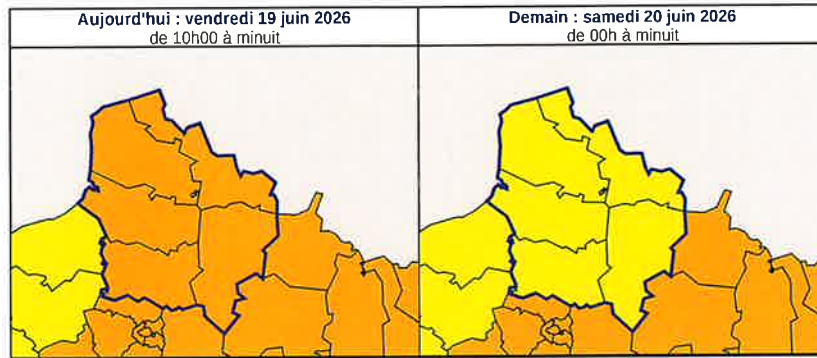 Aujourd'hui : vendredi 19 juin 2026
de 10h00 à minuit
Demain : samedi 20 juin 2026
de 00h à minuit